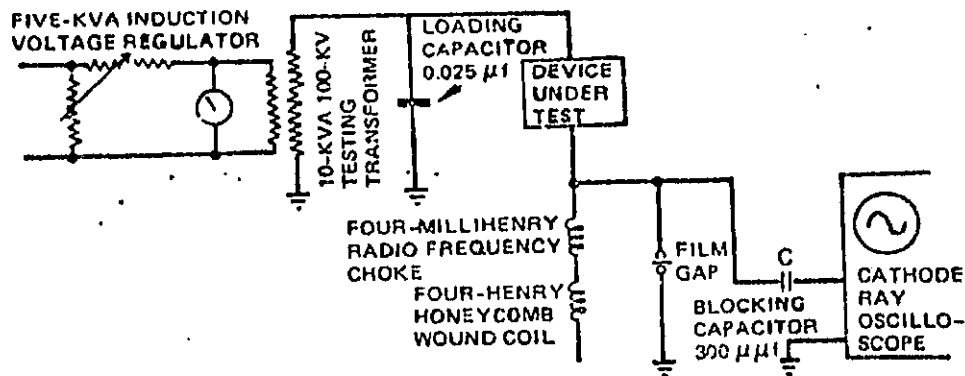 FIVE-KVA INDUCTION
VOLTAGE REGULATOR
10-KVA 100-KV
TESTING
TRANSFORMER
LOADING
CAPACITOR
0.025 μf
DEVICE
UNDER
TEST
FOUR-MILLIHENRY
RADIO FREQUENCY
CHOKE
FOUR-HENRY
HONEYCOMB
WOUND COIL
FILM
GAP
C
BLOCKING
CAPACITOR
300 μμf
CATHODE
RAY
OSCILLO-
SCOPE